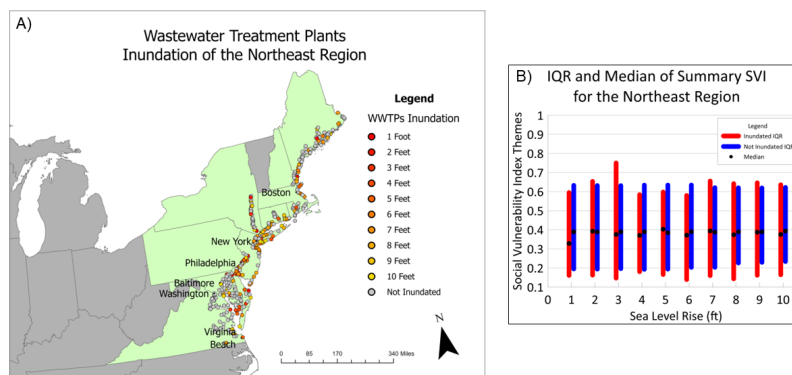 A)
Wastewater Treatment Plants
Inundation of the Northeast Region
Legend
WWTPs Inundation
1 Foot
2 Feet
3 Feet
4 Feet
5 Feet
6 Feet
7 Feet
8 Feet
9 Feet
10 Feet
Not Inundated
Boston
New York
Philadelphia
Baltimore
Washington
Virginia
Beach
N
0 85 170 340 Miles
B) IQR and Median of Summary SVI
for the Northeast Region
Legend
Inundated IQR
Not Inundated IQR
Median
Social Vulnerability Index Themes
1
0.9
0.8
0.7
0.6
0.5
0.4
0.3
0.2
0.1
0 1 2 3 4 5 6 7 8 9 10
Sea Level Rise (ft)